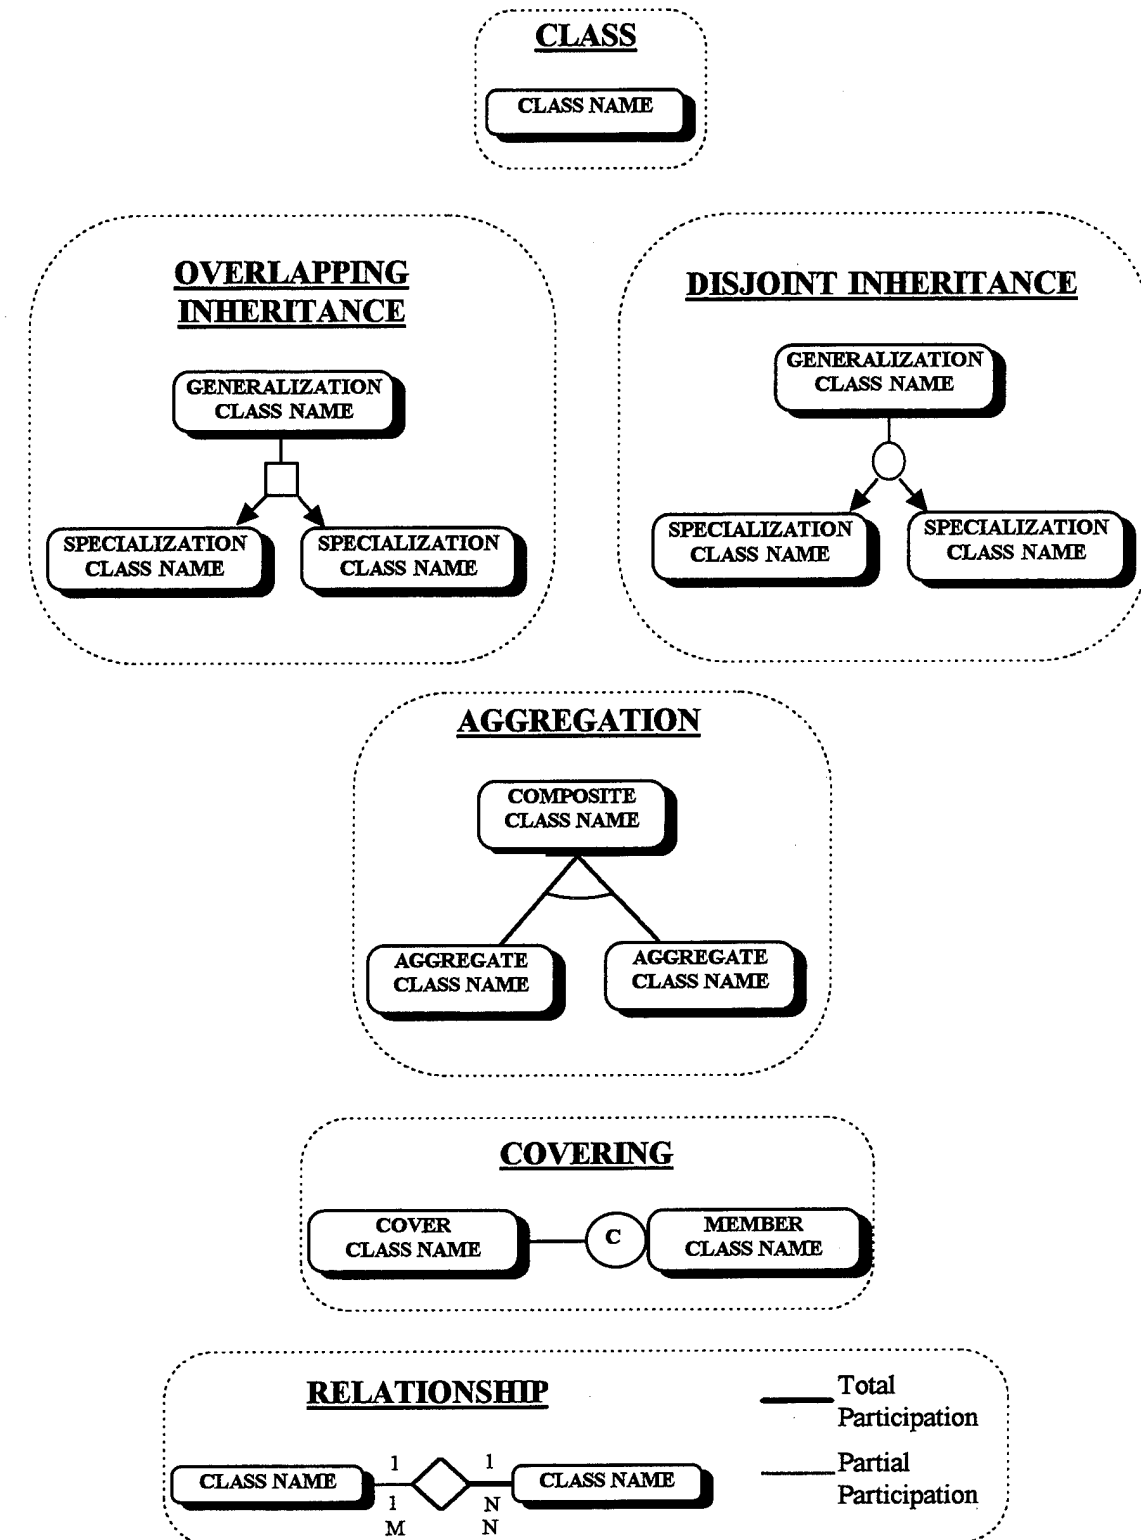 CLASS
CLASS NAME
OVERLAPPING
INHERITANCE
GENERALIZATION
CLASS NAME
SPECIALIZATION
CLASS NAME
SPECIALIZATION
CLASS NAME
DISJOINT INHERITANCE
GENERALIZATION
CLASS NAME
SPECIALIZATION
CLASS NAME
SPECIALIZATION
CLASS NAME
AGGREGATION
COMPOSITE
CLASS NAME
AGGREGATE
CLASS NAME
AGGREGATE
CLASS NAME
COVERING
COVER
CLASS NAME
C
MEMBER
CLASS NAME
RELATIONSHIP
CLASS NAME
1 1
1 N
M N
CLASS NAME
Total
Participation
Partial
Participation